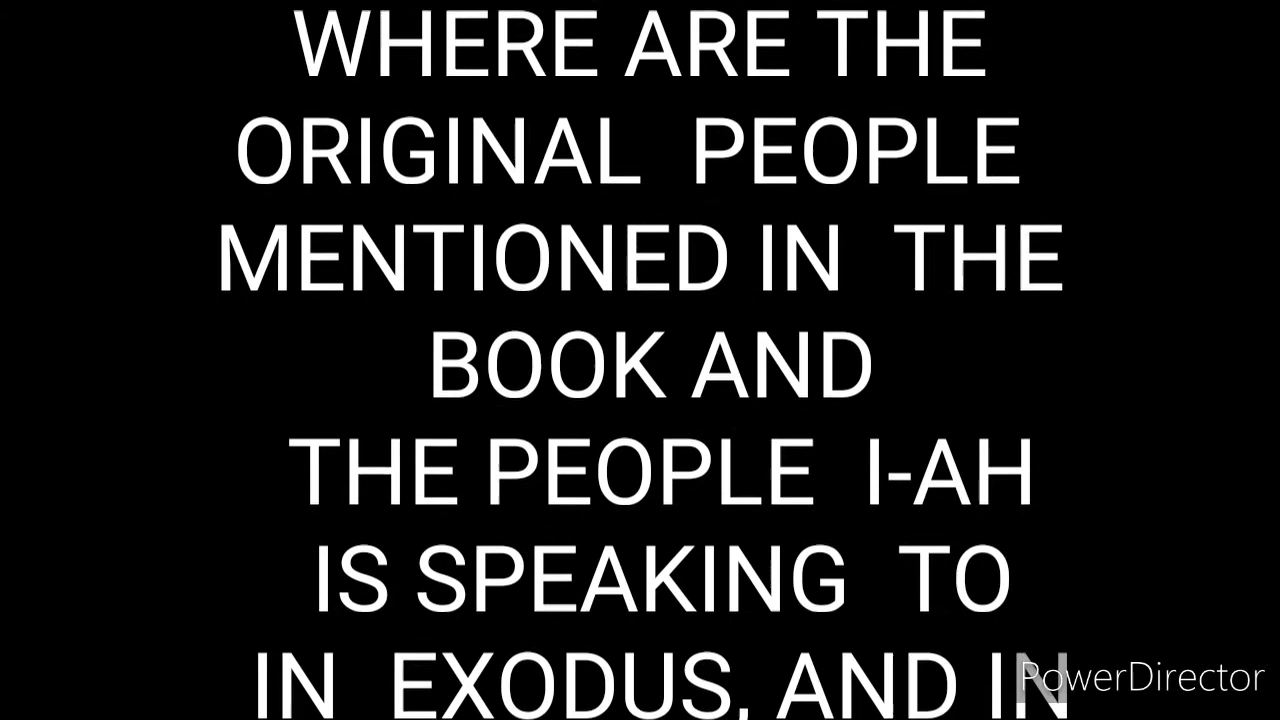 WHERE ARE THE
ORIGINAL PEOPLE
MENTIONED IN THE
BOOK AND
THE PEOPLE I-AH
IS SPEAKING TO
IN EXODUS, AND IN
PowerDirector